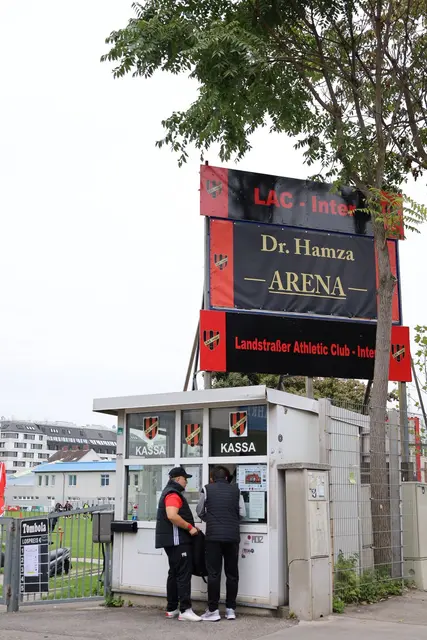 LAC - Inter
Dr. Hamza
ARENA
Landstraßer Athletic Club - Inter
KASSA
KASSA
Tombola